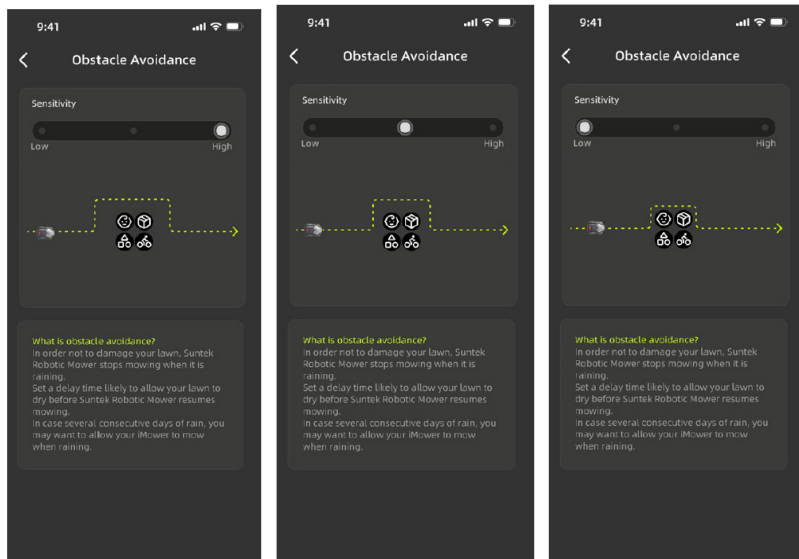 9:41
Obstacle Avoidance
Sensitivity
Low High
What is obstacle avoidance?
In order not to damage your lawn, Suntek
Robotic Mower stops mowing when it is
raining.
Set a delay time likely to allow your lawn to
dry before Suntek Robotic Mower resumes
mowing.
In case several consecutive days of rain, you
may want to allow your iMower to mow
when raining.
9:41
Obstacle Avoidance
Sensitivity
Low High
What is obstacle avoidance?
In order not to damage your lawn, Suntek
Robotic Mower stops mowing when it is
raining.
Set a delay time likely to allow your lawn to
dry before Suntek Robotic Mower resumes
mowing.
In case several consecutive days of rain, you
may want to allow your iMower to mow
when raining.
9:41
Obstacle Avoidance
Sensitivity
Low High
What is obstacle avoidance?
In order not to damage your lawn, Suntek
Robotic Mower stops mowing when it is
raining.
Set a delay time likely to allow your lawn to
dry before Suntek Robotic Mower resumes
mowing.
In case several consecutive days of rain, you
may want to allow your iMower to mow
when raining.